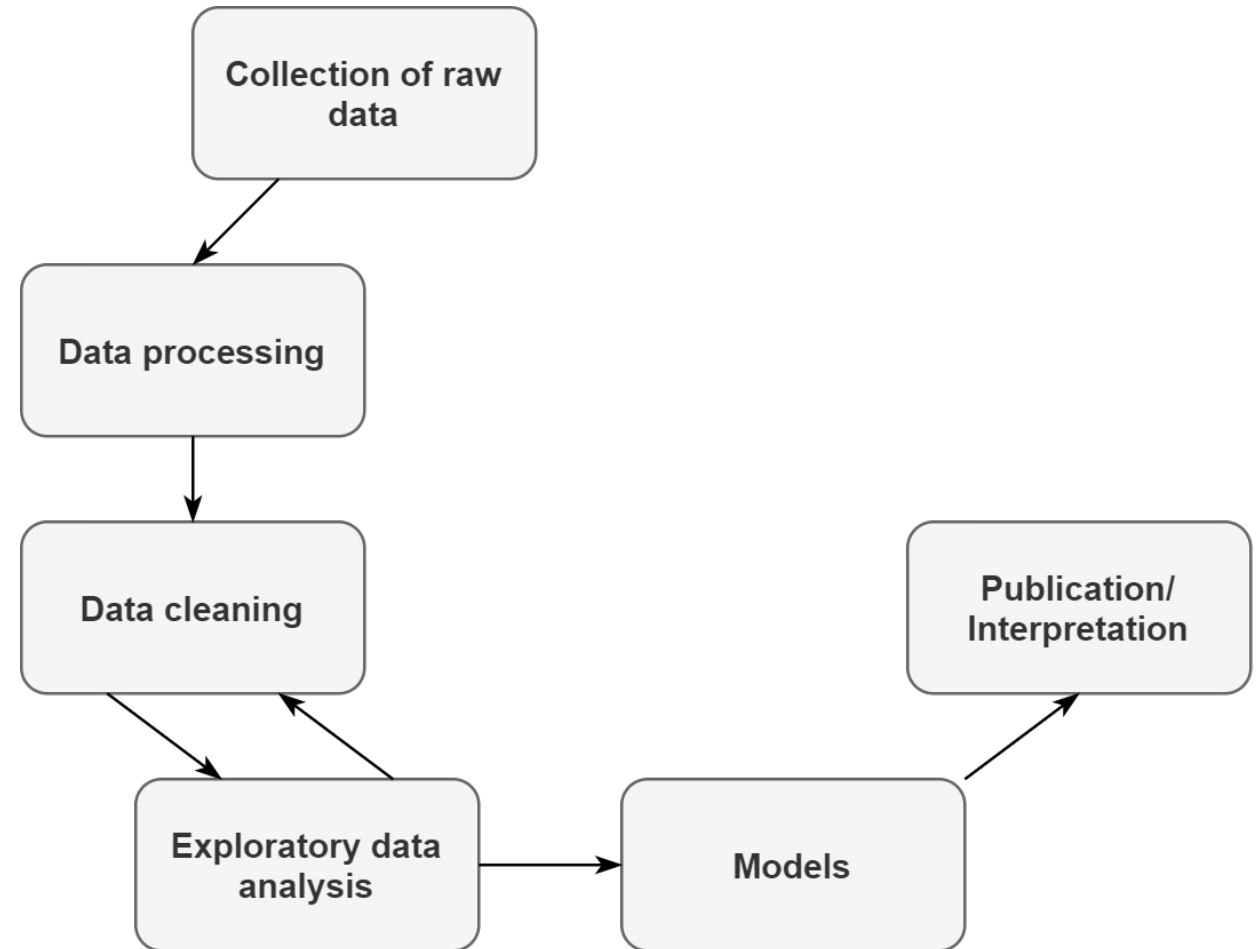 Collection of raw
data
Data processing
Data cleaning
Exploratory data
analysis
Models
Publication/
Interpretation